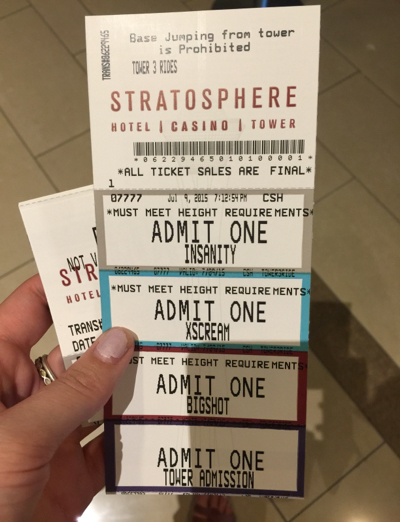 Base Jumping from tower
is Prohibited
TOWER 3 RIDES
STRATOSPHERE
HOTEL | CASINO | TOWER
*0622946501010001*
*ALL TICKET SALES ARE FINAL*
1
07777 Jul 9, 2015 7:12:54 PM CSH
*MUST MEET HEIGHT REQUIREMENTS*
ADMIT ONE
INSANITY
*MUST MEET HEIGHT REQUIREMENTS*
ADMIT ONE
XSCREAM
UST MEET HEIGHT REQUIREMENTS*
ADMIT ONE
BIGSHOT
ADMIT ONE
TOWER ADMISSION
NOT V
STR
HOTEL
TRANS#
DATE